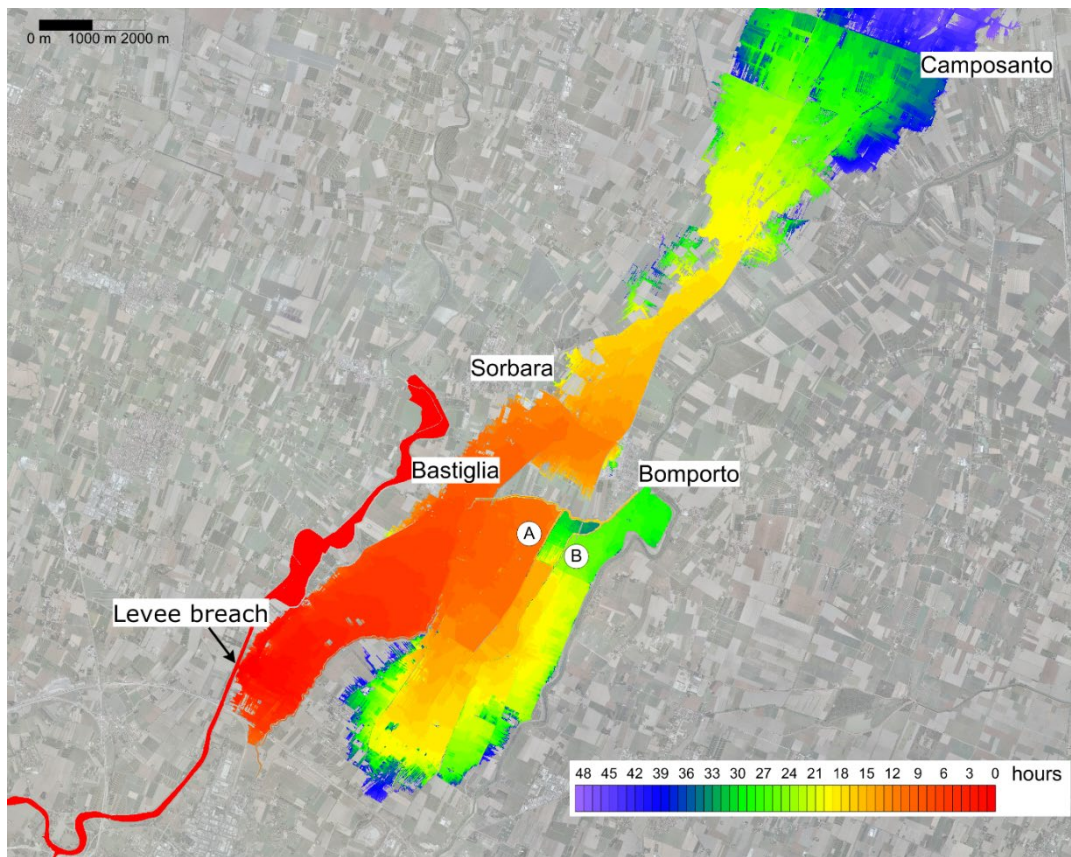 0 m 1000 m 2000 m
Camposanto
Sorbara
Bastiglia
Bomporto
A
B
Levee breach
48 45 42 39 36 33 30 27 24 21 18 15 12 9 6 3 0 hours